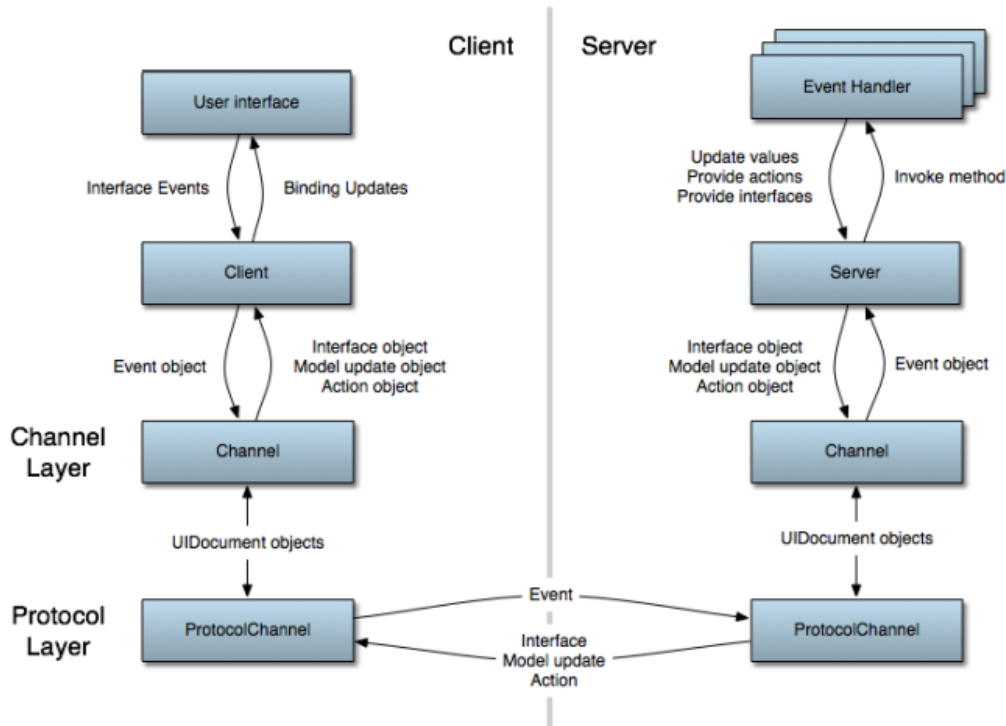 Client
Server
User interface
Event Handler
Interface Events
Binding Updates
Update values
Provide actions
Provide interfaces
Invoke method
Client
Server
Event object
Interface object
Model update object
Action object
Interface object
Model update object
Action object
Event object
Channel
Layer
Channel
Channel
UIDocument objects
UIDocument objects
Protocol
Layer
ProtocolChannel
Event
Interface
Model update
Action
ProtocolChannel